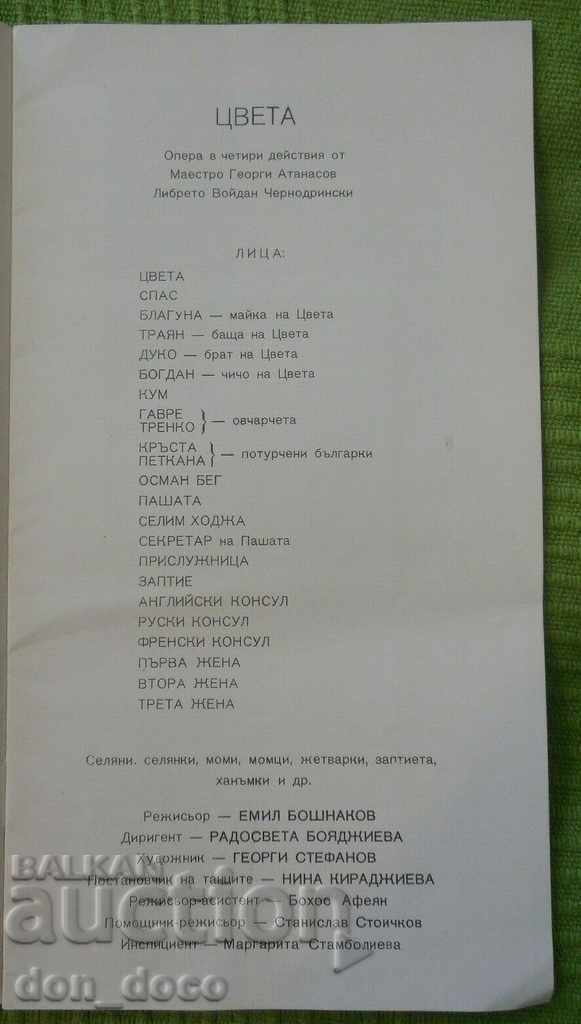 ЦВЕТА
Опера в четири действия от
Маестро Георги Атанасов
Либрето Войдан Чернодрински
ЛИЦА:
ЦВЕТА
СПАС
БЛАГУНА — майка на Цвета
ТРАЯН — баща на Цвета
ДУКО — брат на Цвета
БОГДАН — чичо на Цвета
КУМ
ГАВРЕ
ТРЕНКО } — овчарчета
КРЪСТА
ПЕТКАНА } — потурчени българки
ОСМАН БЕГ
ПАШАТА
СЕЛИМ ХОДЖА
СЕКРЕТАР на Пашата
ПРИСЛУЖНИЦА
ЗАПТИЕ
АНГЛИЙСКИ КОНСУЛ
РУСКИ КОНСУЛ
ФРЕНСКИ КОНСУЛ
ПЪРВА ЖЕНА
ВТОРА ЖЕНА
ТРЕТА ЖЕНА
Селяни. селянки, моми, момци, жетварки, заптиета,
ханъмки и др.
Режисьор — ЕМИЛ БОШНАКОВ
Диригент — РАДОСВЕТА БОЯДЖИЕВА
Художник — ГЕОРГИ СТЕФАНОВ
Постановчик на танците — НИНА КИРАДЖИЕВА
Режисьор-асистент — Бохос Афеян
Помощник-режисьор — Станислав Стоичков
Инспициент — Маргарита Стамболиева
BALKAN
auction
don_doco